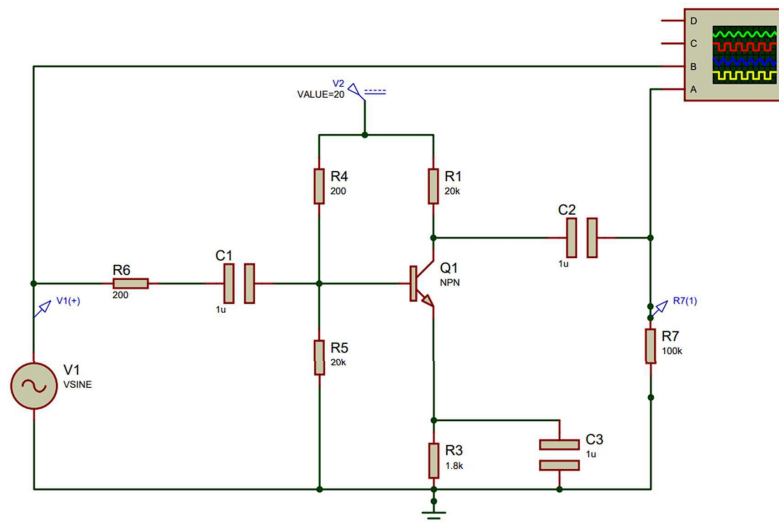 D
C
B
A
V2
VALUE=20
R4
200
R1
20k
C2
1u
C1
1u
R6
200
Q1
NPN
V1(+)
R7(1)
R7
100k
R5
20k
V1
VSINE
R3
1.8k
C3
1u